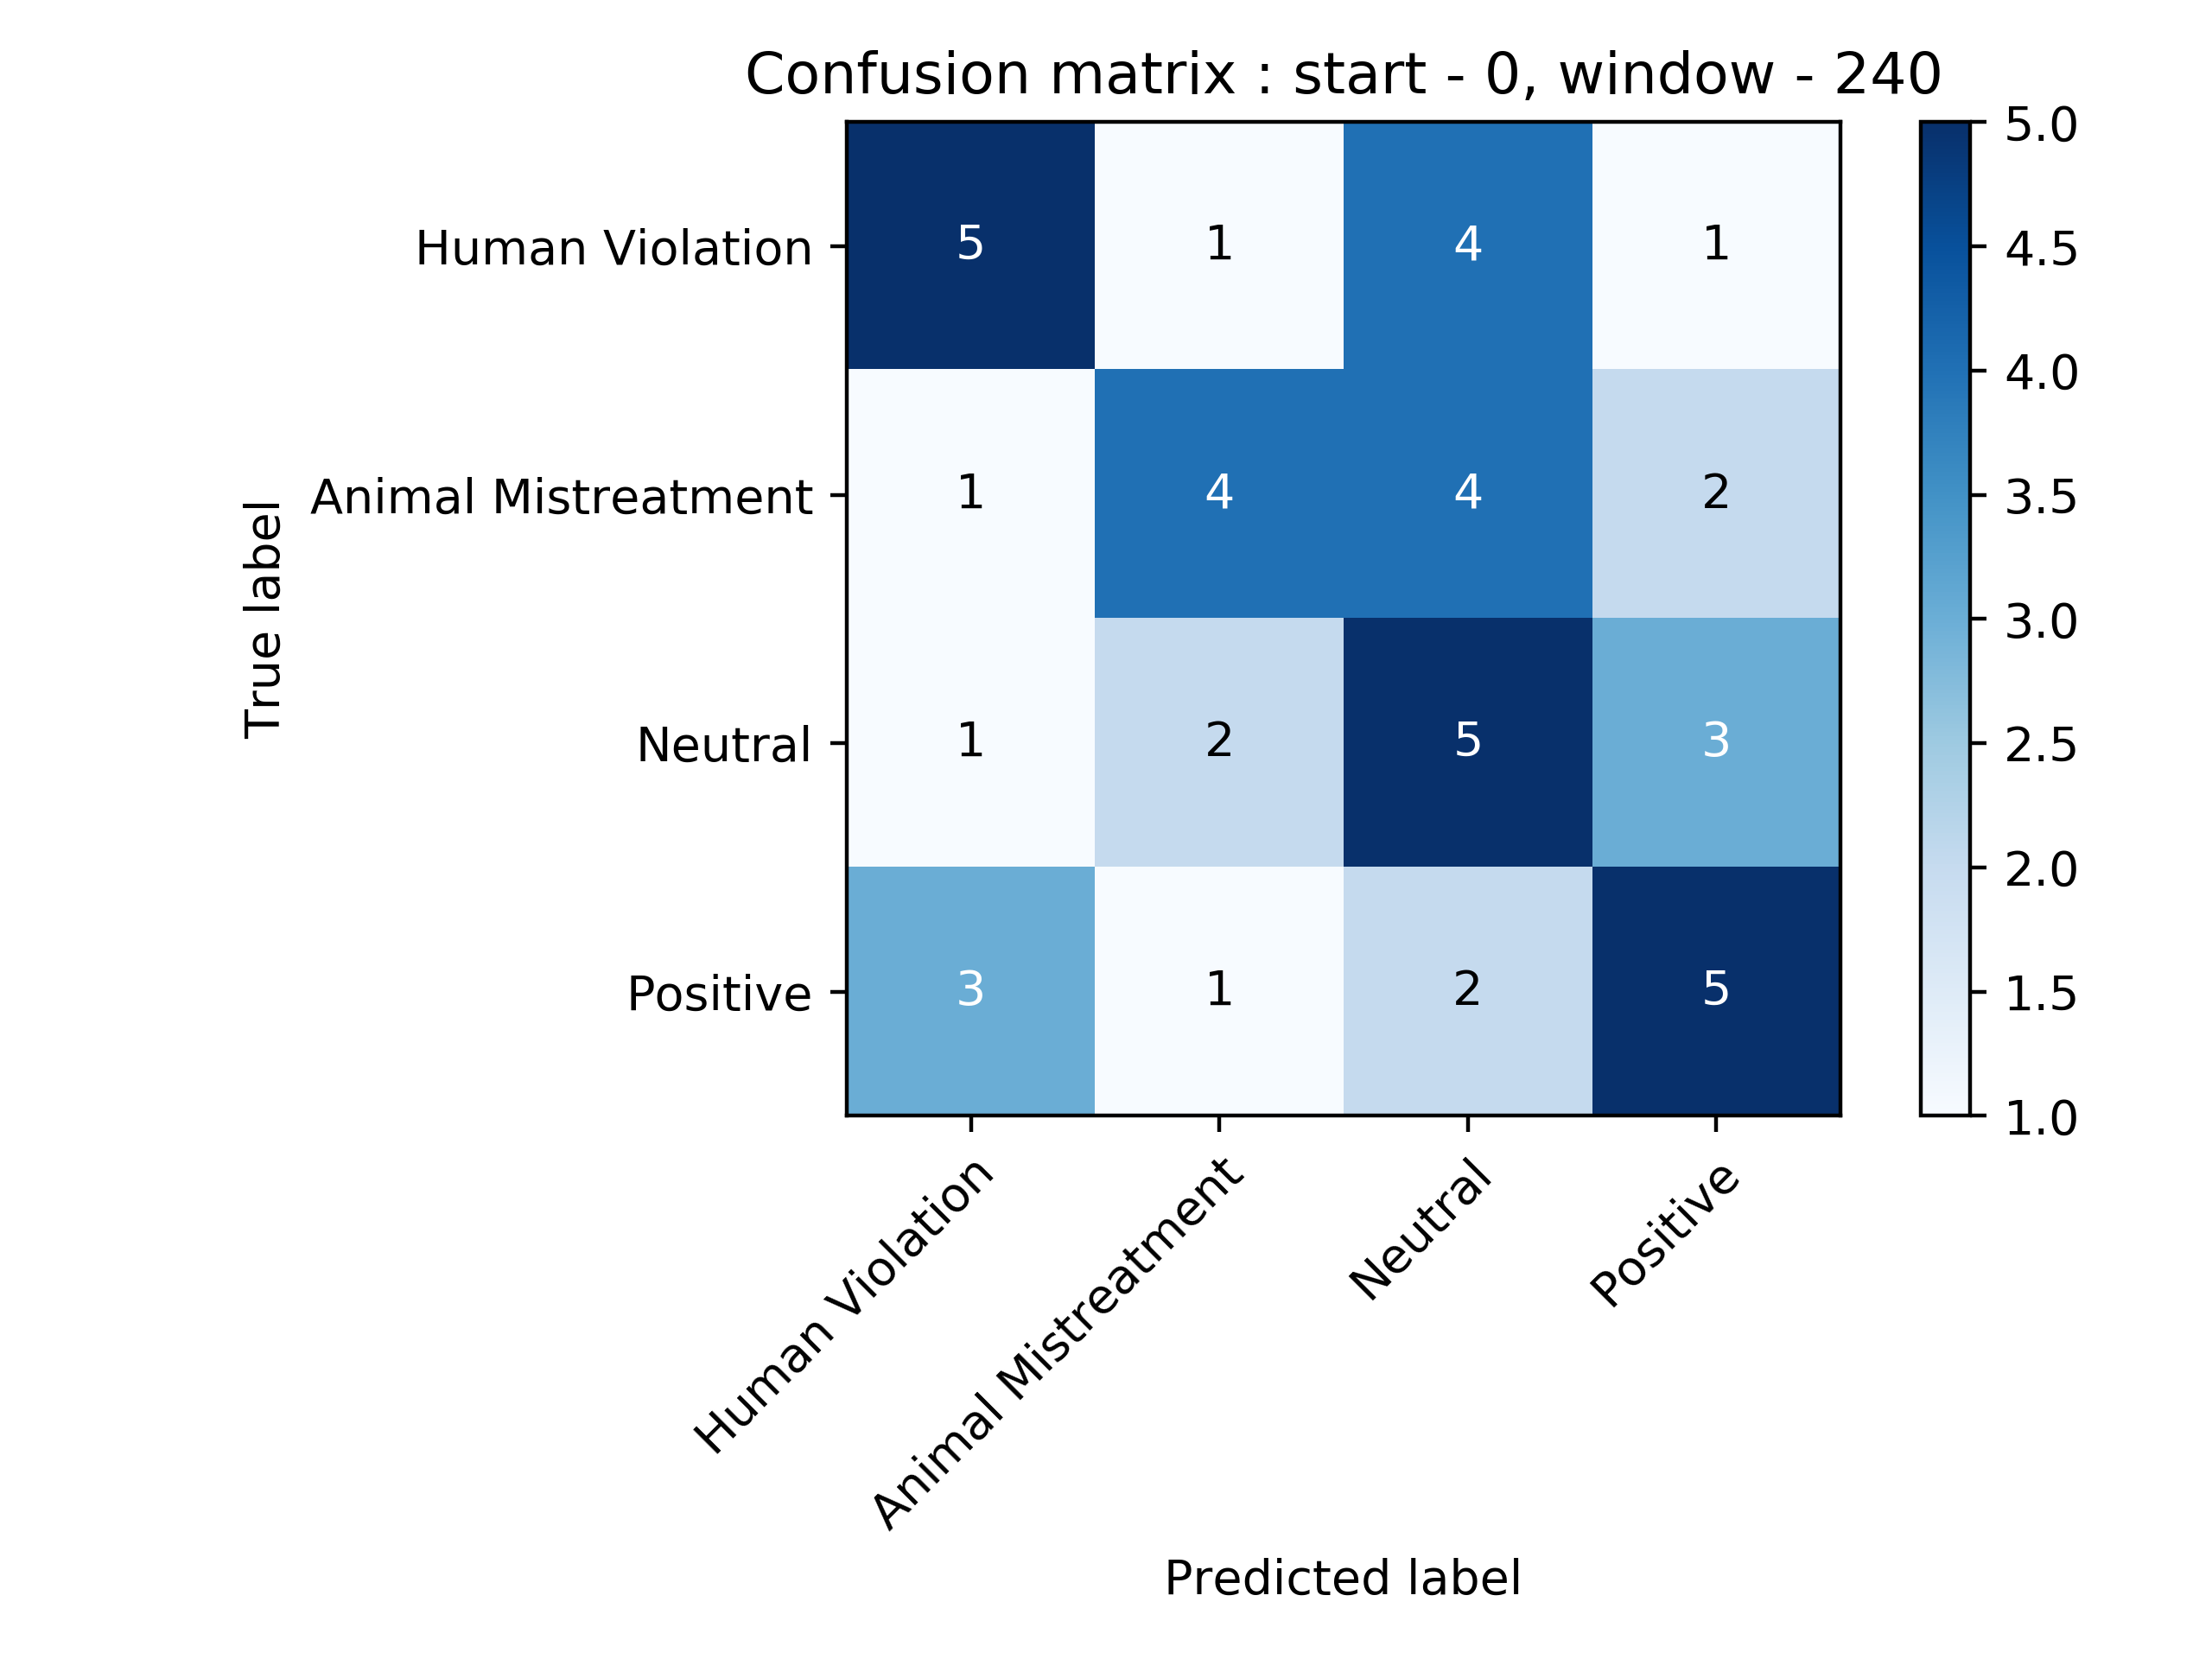 Confusion matrix : start - 0, window - 240
True label
Human Violation
5 1 4 1
Animal Mistreatment
1 4 4 2
Neutral
1 2 5 3
Positive
3 1 2 5
Human Violation
Animal Mistreatment
Neutral
Positive
Predicted label
5.0
4.5
4.0
3.5
3.0
2.5
2.0
1.5
1.0